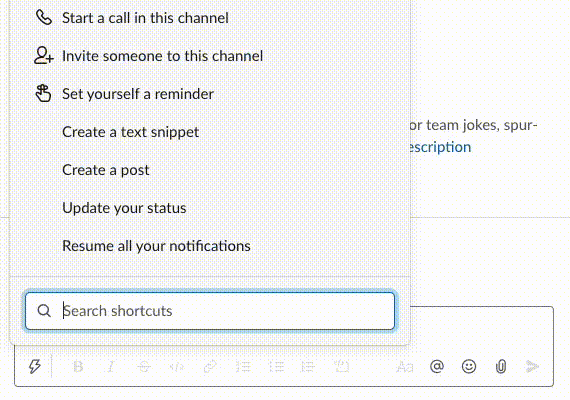 Start a call in this channel
Invite someone to this channel
Set yourself a reminder
or team jokes, spur-
Create a text snippet
escription
Create a post
Update your status
Resume all your notifications
Search shortcuts
B I S </> Aa @